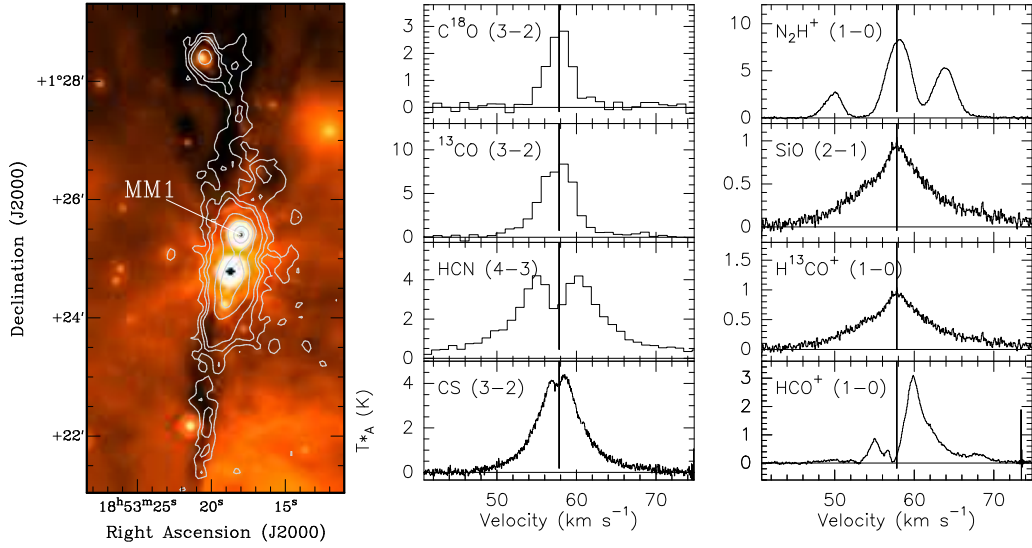 +1°28′
+26′
+24′
+22′
Declination (J2000)
MM1
18ʰ53ᵐ25ˢ 20ˢ 15ˢ
Right Ascension (J2000)
C¹⁸O (3-2)
3
2
1
0
¹³CO (3-2)
10
5
0
HCN (4-3)
4
2
0
CS (3-2)
4
2
0
T*A (K)
50 60 70
Velocity (km s⁻¹)
N₂H⁺ (1-0)
10
5
0
SiO (2-1)
1
0.5
0
H¹³CO⁺ (1-0)
1.5
1
0.5
0
HCO⁺ (1-0)
3
2
1
0
50 60 70
Velocity (km s⁻¹)